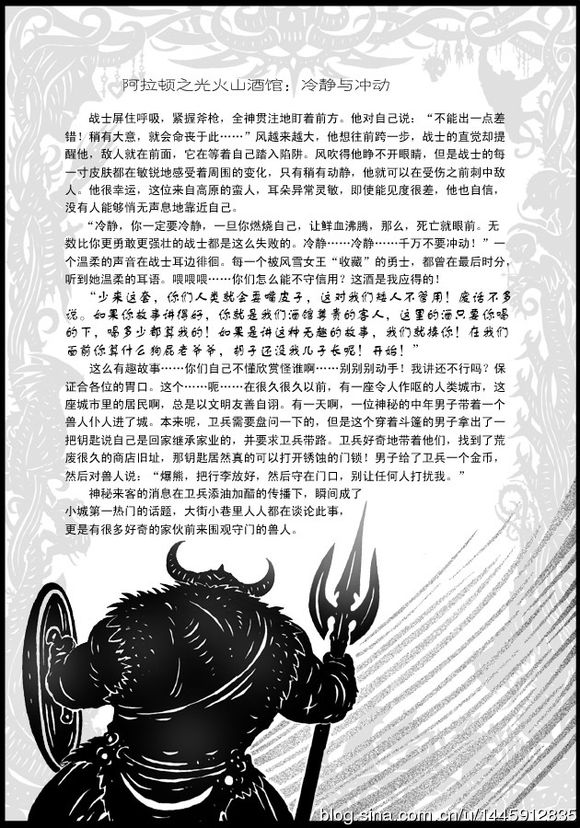 阿拉顿之光火山酒馆：冷静与冲动
战士屏住呼吸，紧握斧枪，全神贯注地盯着前方。他对自己说：“不能出一点差
错！稍有大意，就会命丧于此……”风越来越大，他想往前跨一步，战士的直觉却提
醒他，敌人就在前面，它在等着自己踏入陷阱。风吹得他睁不开眼睛，但是战士的每
一寸皮肤都在敏锐地感受着周围的变化，只有稍有动静，他就可以在受伤之前刺中敌
人。他很幸运，这位来自高原的蛮人，耳朵异常灵敏，即使能见度很差，他也自信，
没有人能够悄无声息地靠近自己。
“冷静，你一定要冷静，一旦你燃烧自己，让鲜血沸腾，那么，死亡就眼前。无
数比你更勇敢更强壮的战士都是这么失败的。冷静……冷静……千万不要冲动！”一
个温柔的声音在战士耳边徘徊。每一个被风雪女王“收藏”的勇士，都曾在最后时分，
听到她温柔的耳语。喂喂喂……你们怎么能不守信用？这酒是我应得的！
“少来这套，你们人类就会耍嘴皮子，这对我们矮人不管用！废话不多
说。如果你故事讲得好，你就是我们酒馆尊贵的客人，这里的酒只要你喝
的下，喝多少都算我的！如果是讲这种无趣的故事，我们就揍你！在我们
面前你算什么狗屁老爷爷，胡子还没我儿子长呢！开始！”
这么有趣故事……你们自己不懂欣赏怪谁啊……别别别动手！我讲还不行吗？保
证合各位的胃口。这个……呃……在很久很久以前，有一座令人作呕的人类城市，这
座城市里的居民啊，总是以文明友善自诩。有一天啊，一位神秘的中年男子带着一个
兽人仆人进了城。本来呢，卫兵需要盘问一下的，但是这个穿着斗篷的男子拿出了一
把钥匙说自己是回家继承家业的，并要求卫兵带路。卫兵好奇地带着他们，找到了荒
废很久的商店旧址，那钥匙居然真的可以打开锈蚀的门锁！男子给了卫兵一个金币，
然后对兽人说：“爆熊，把行李放好，然后守在门口，别让任何人打扰我。”
神秘来客的消息在卫兵添油加醋的传播下，瞬间成了
小城第一热门的话题，大街小巷里人人都在谈论此事，
更是有很多好奇的家伙前来围观守门的兽人。
blog.sina.com.cn/u/1445912835